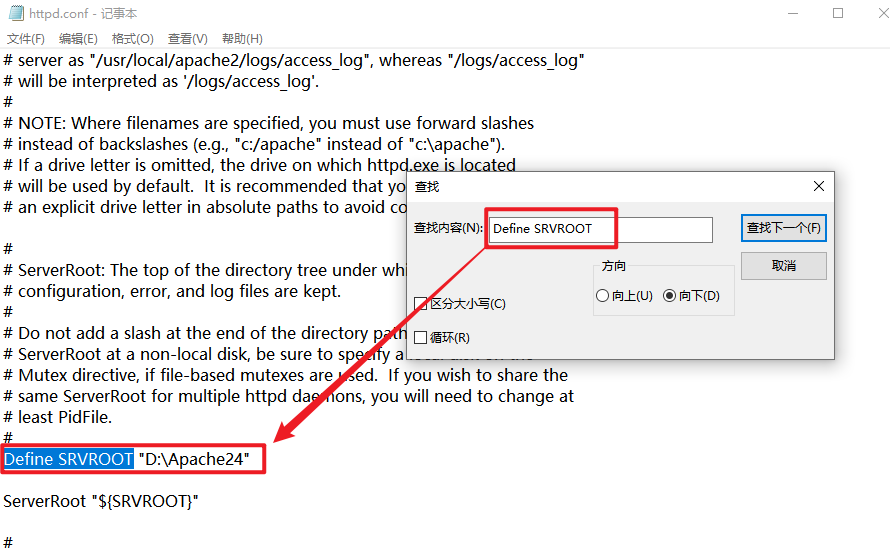 httpd.conf - 记事本
文件(F) 编辑(E) 格式(O) 查看(V) 帮助(H)
# server as "/usr/local/apache2/logs/access_log", whereas "/logs/access_log"
# will be interpreted as '/logs/access_log'.
#
# NOTE: Where filenames are specified, you must use forward slashes
# instead of backslashes (e.g., "c:/apache" instead of "c:\apache").
# If a drive letter is omitted, the drive on which httpd.exe is located
# will be used by default.  It is recommended that yo
# an explicit drive letter in absolute paths to avoid co
#
# ServerRoot: The top of the directory tree under whi
# configuration, error, and log files are kept.
#
# Do not add a slash at the end of the directory path
# ServerRoot at a non-local disk, be sure to specify a local disk on the
# Mutex directive, if file-based mutexes are used.  If you wish to share the
# same ServerRoot for multiple httpd daemons, you will need to change at
# least PidFile.
#
Define SRVROOT "D:\Apache24"
ServerRoot "${SRVROOT}"
#
查找
查找内容(N): Define SRVROOT 查找下一个(F)
方向 取消
区分大小写(C) 向上(U) 向下(D)
循环(R)